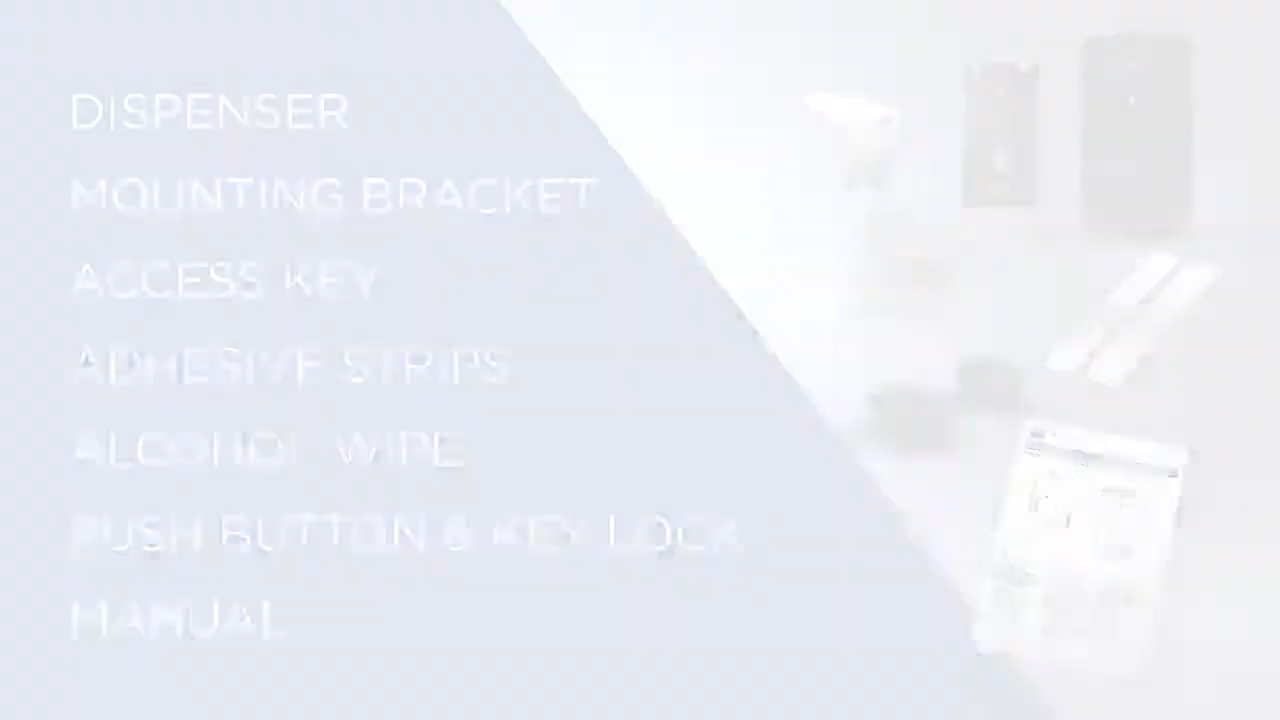 DISPENSER
MOUNTING BRACKET
ACCESS KEY
ADHESIVE STRIPS
ALCOHOL WIPE
PUSH BUTTON & KEY LOCK
MANUAL